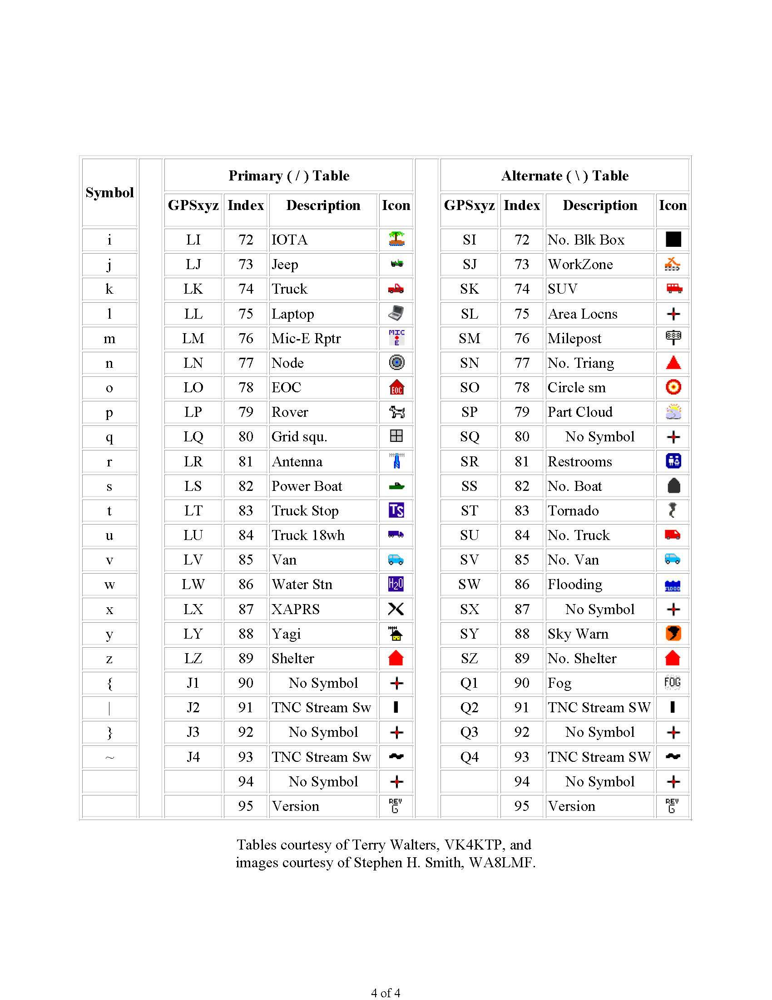 Symbol Primary ( / ) Table Alternate ( \ ) Table
GPSxyz Index Description Icon GPSxyz Index Description Icon
i LI 72 IOTA SI 72 No. Blk Box
j LJ 73 Jeep SJ 73 WorkZone
k LK 74 Truck SK 74 SUV
l LL 75 Laptop SL 75 Area Locns
m LM 76 Mic-E Rptr MIC E SM 76 Milepost 888
n LN 77 Node SN 77 No. Triang
o LO 78 EOC EOC SO 78 Circle sm
p LP 79 Rover SP 79 Part Cloud
q LQ 80 Grid squ. SQ 80 No Symbol
r LR 81 Antenna SR 81 Restrooms
s LS 82 Power Boat SS 82 No. Boat
t LT 83 Truck Stop TS ST 83 Tornado
u LU 84 Truck 18wh SU 84 No. Truck
v LV 85 Van SV 85 No. Van
w LW 86 Water Stn H2O SW 86 Flooding FLOOD
x LX 87 XAPRS X SX 87 No Symbol
y LY 88 Yagi SY 88 Sky Warn
z LZ 89 Shelter SZ 89 No. Shelter
{ J1 90 No Symbol Q1 90 Fog FOG
| J2 91 TNC Stream Sw Q2 91 TNC Stream SW
} J3 92 No Symbol Q3 92 No Symbol
~ J4 93 TNC Stream Sw Q4 93 TNC Stream SW
94 No Symbol 94 No Symbol
95 Version REV G 95 Version REV G
Tables courtesy of Terry Walters, VK4KTP, and
images courtesy of Stephen H. Smith, WA8LMF.
4 of 4